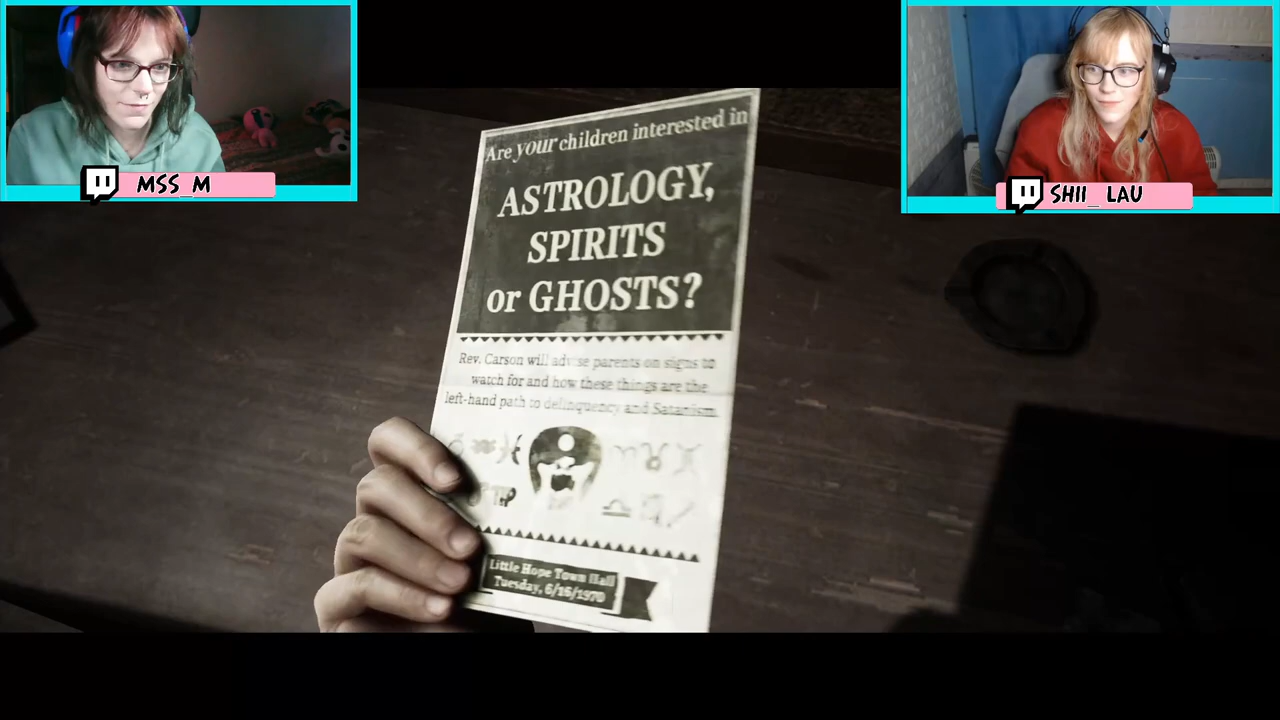 MSS_M
SHII_LAU
Are your children interested in
ASTROLOGY,
SPIRITS
or GHOSTS?
Rev. Carson will advise parents on signs to
watch for and how these things are the
left-hand path to delinquency and Satanism.
Little Hope Town Hall
Tuesday, 6/16/1970